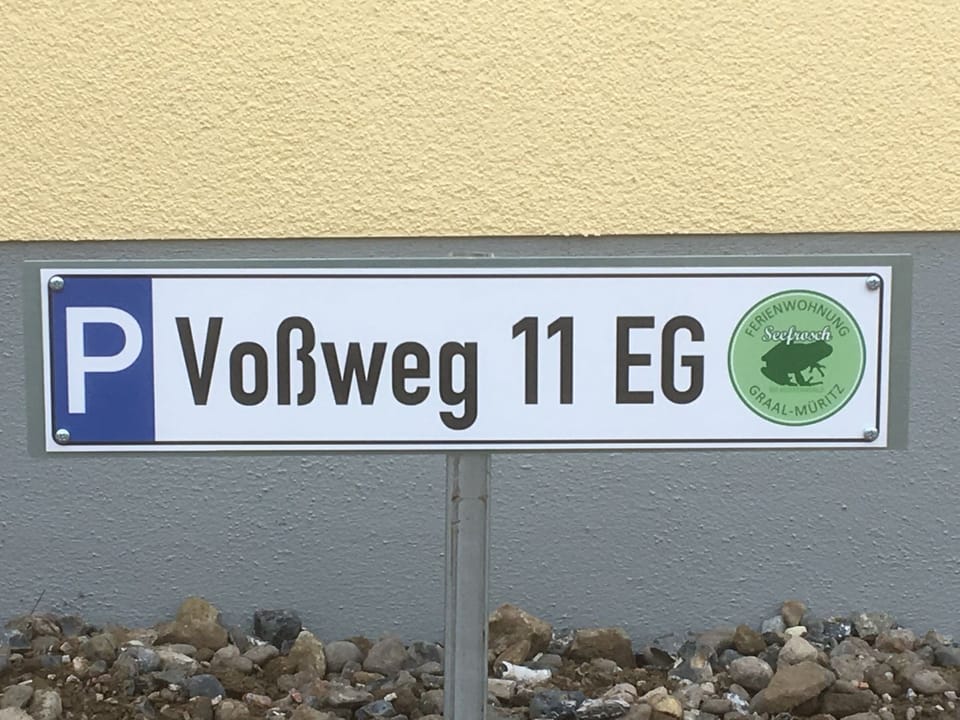 P Voßweg 11 EG
FERIENWOHNUNG
Seefrosch
GRAAL-MÜRITZ